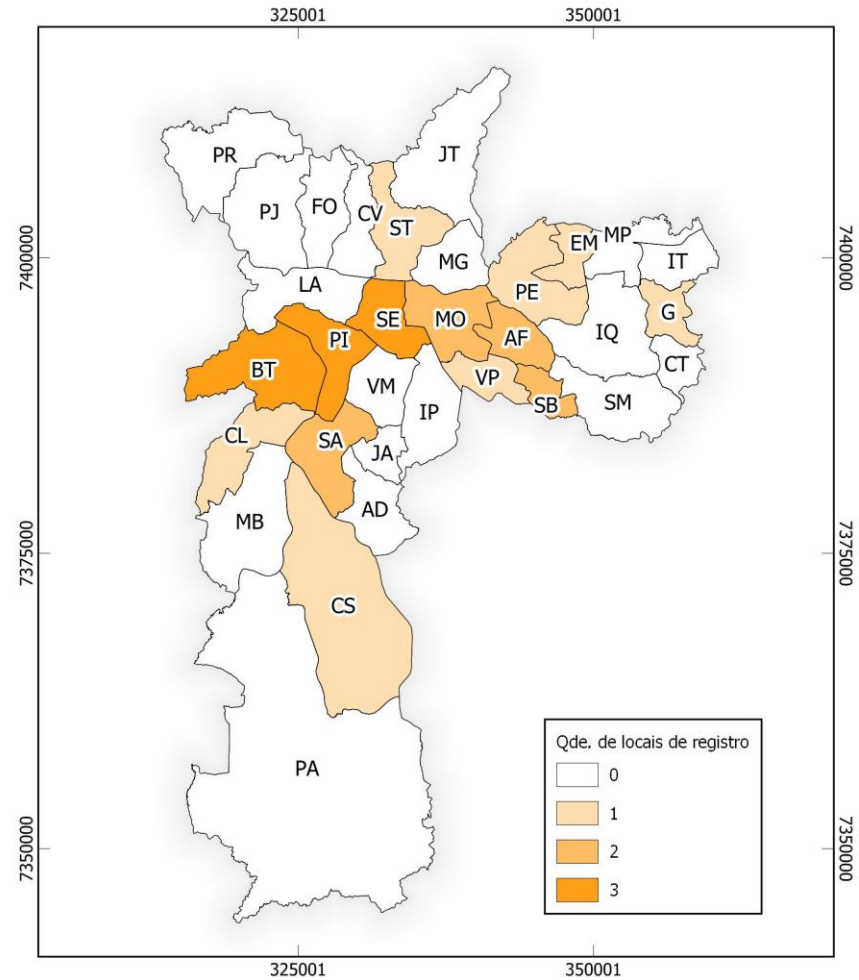 325001
350001
JT
PR
PJ
FO
CV
ST
MG
EM
MP
IT
7400000
7400000
LA
PE
G
SE
MO
AF
IQ
PI
BT
VM
VP
CT
IP
SB
SM
CL
SA
JA
MB
AD
7375000
7375000
CS
PA
Qde. de locais de registro
0
1
2
3
7350000
7350000
325001
350001